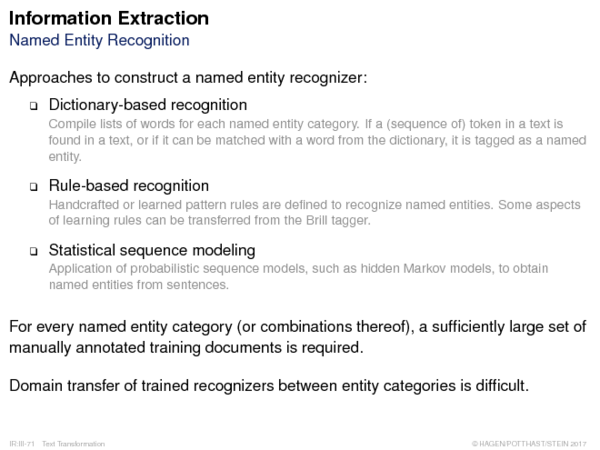 Information Extraction
Named Entity Recognition
Approaches to construct a named entity recognizer:
❑ Dictionary-based recognition
Compile lists of words for each named entity category. If a (sequence of) token in a text is
found in a text, or if it can be matched with a word from the dictionary, it is tagged as a named
entity.
❑ Rule-based recognition
Handcrafted or learned pattern rules are defined to recognize named entities. Some aspects
of learning rules can be transferred from the Brill tagger.
❑ Statistical sequence modeling
Application of probabilistic sequence models, such as hidden Markov models, to obtain
named entities from sentences.
For every named entity category (or combinations thereof), a sufficiently large set of
manually annotated training documents is required.
Domain transfer of trained recognizers between entity categories is difficult.
IR:III-71 Text Transformation © HAGEN/POTTHAST/STEIN 2017